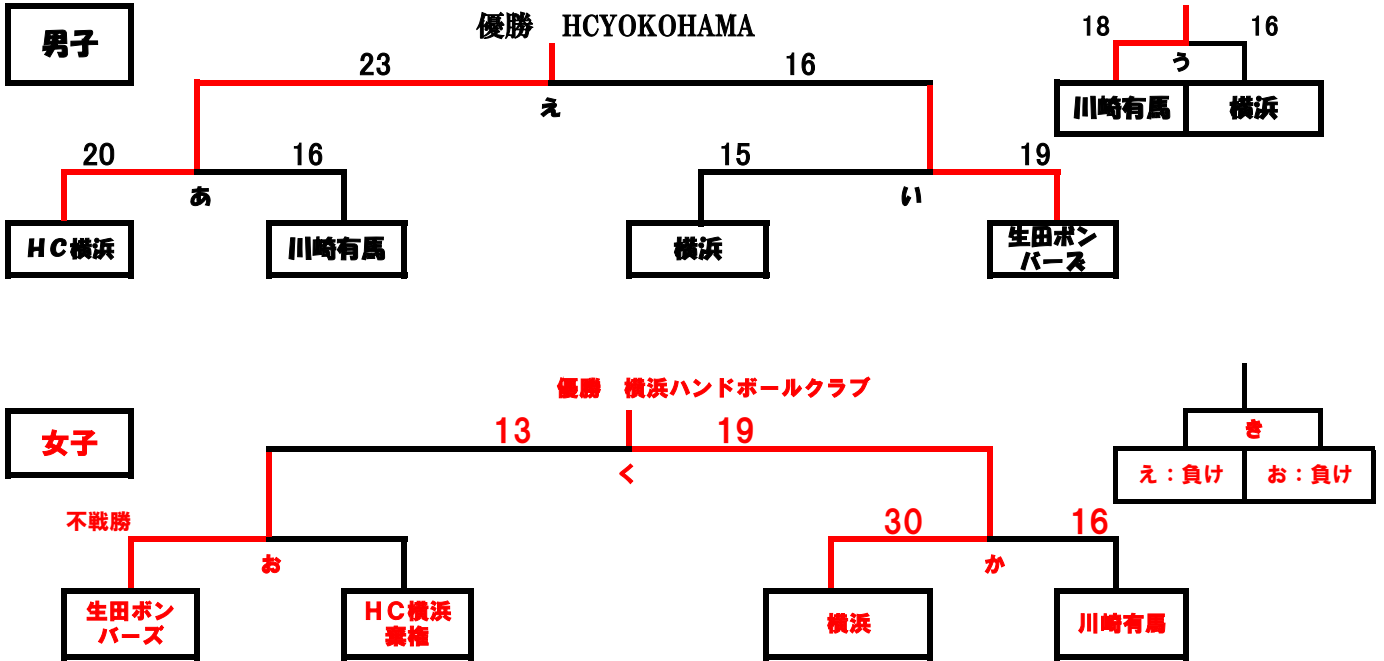 男子
優勝　HCYOKOHAMA
18
16
う
川崎有馬
横浜
23
16
え
20
16
あ
15
19
い
ＨＣ横浜
川崎有馬
横浜
生田ボン
バーズ
女子
優勝　横浜ハンドボールクラブ
13
19
く
き
え：負け
お：負け
不戦勝
お
30
16
か
生田ボン
バーズ
ＨＣ横浜
棄権
横浜
川崎有馬